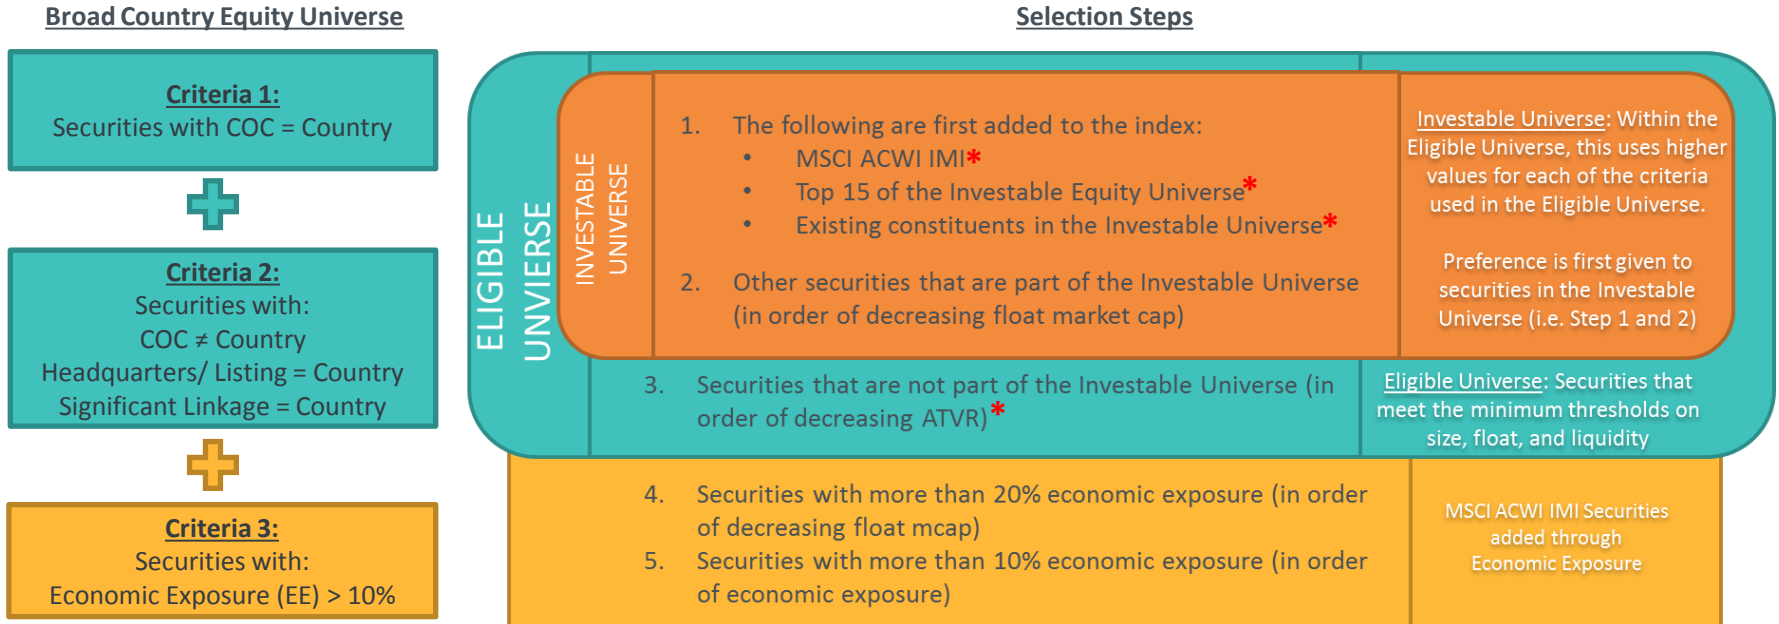 Broad Country Equity Universe
Criteria 1:
Securities with COC = Country
Criteria 2:
Securities with:
COC ≠ Country
Headquarters/ Listing = Country
Significant Linkage = Country
Criteria 3:
Securities with:
Economic Exposure (EE) > 10%
Selection Steps
ELIGIBLE
UNVIERSE
INVESTABLE
UNIVERSE
1. The following are first added to the index:
• MSCI ACWI IMI*
• Top 15 of the Investable Equity Universe*
• Existing constituents in the Investable Universe*
2. Other securities that are part of the Investable Universe
(in order of decreasing float market cap)
Investable Universe: Within the
Eligible Universe, this uses higher
values for each of the criteria
used in the Eligible Universe.
Preference is first given to
securities in the Investable
Universe (i.e. Step 1 and 2)
3. Securities that are not part of the Investable Universe (in
order of decreasing ATVR)*
Eligible Universe: Securities that
meet the minimum thresholds on
size, float, and liquidity
4. Securities with more than 20% economic exposure (in order
of decreasing float mcap)
5. Securities with more than 10% economic exposure (in order
of economic exposure)
MSCI ACWI IMI Securities
added through
Economic Exposure